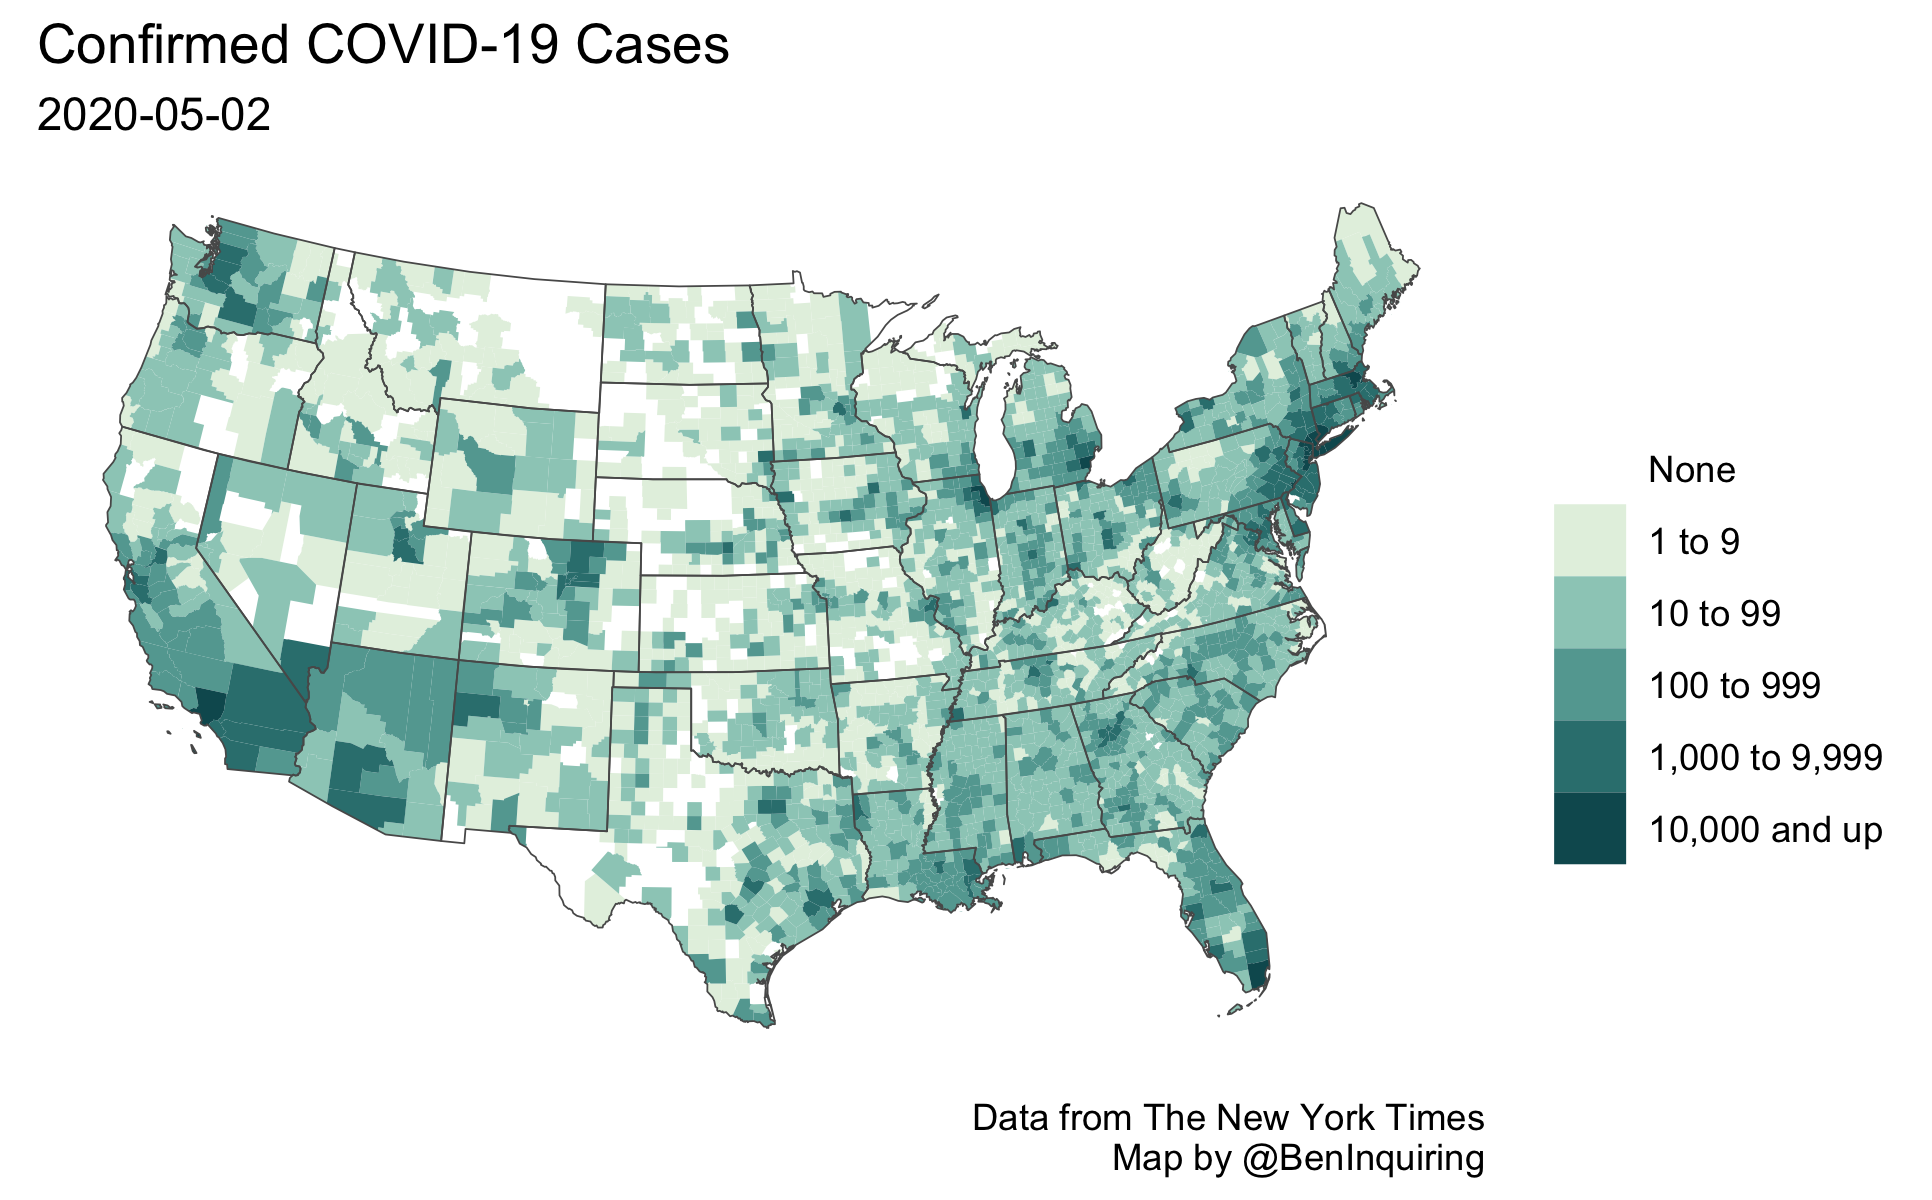 Confirmed COVID-19 Cases
2020-05-02
None
1 to 9
10 to 99
100 to 999
1,000 to 9,999
10,000 and up
Data from The New York Times
Map by @BenInquiring